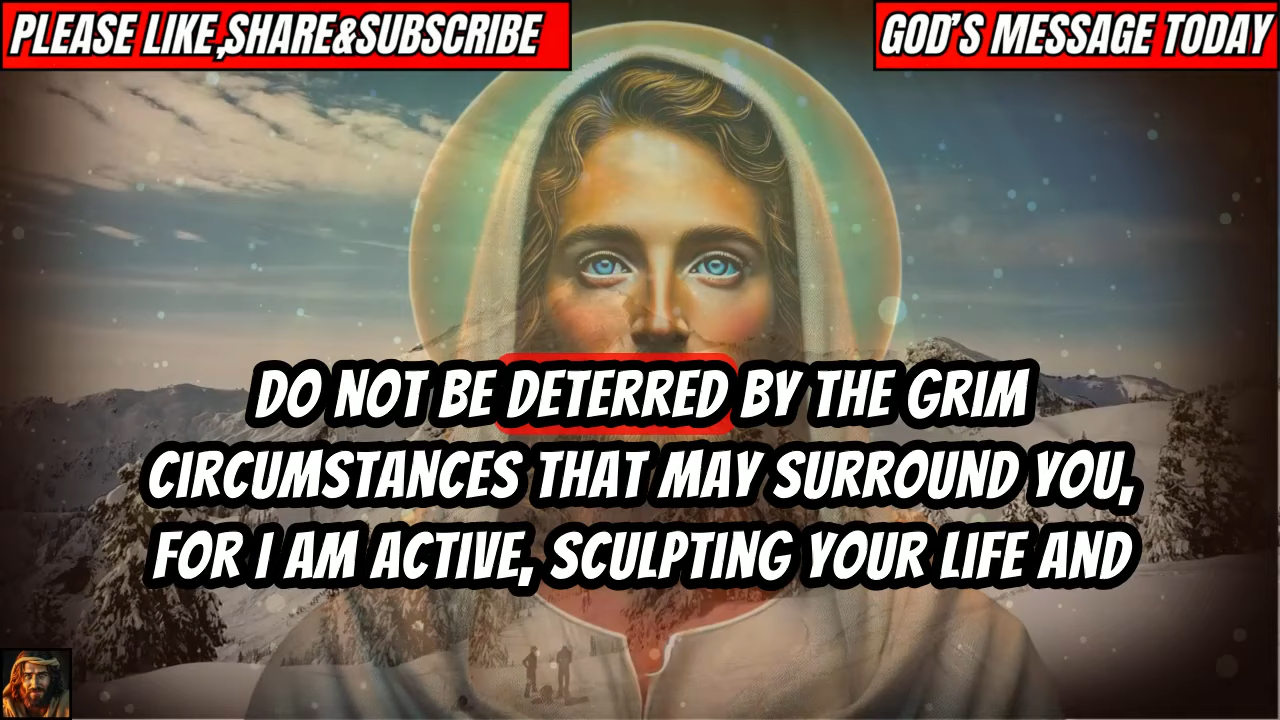 PLEASE LIKE,SHARE&SUBSCRIBE
GOD'S MESSAGE TODAY
DO NOT BE DETERRED BY THE GRIM
CIRCUMSTANCES THAT MAY SURROUND YOU,
FOR I AM ACTIVE, SCULPTING YOUR LIFE AND